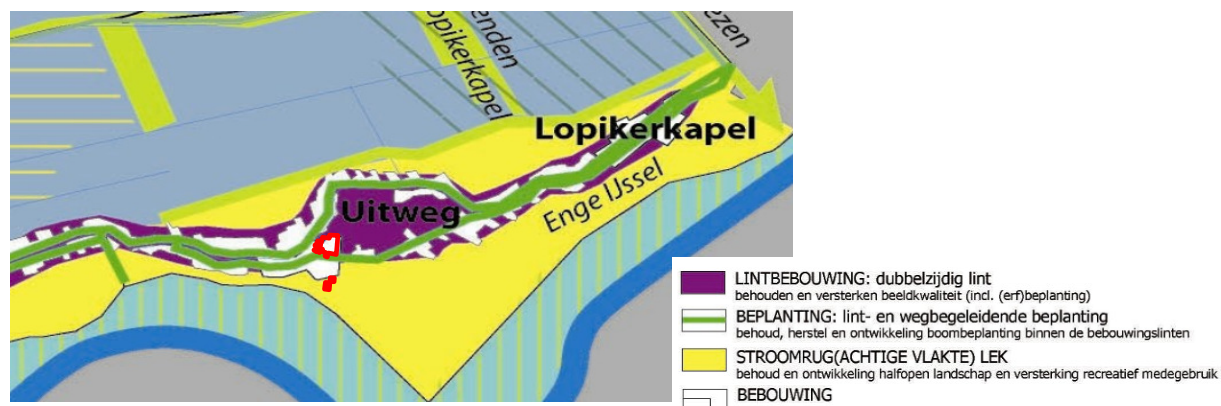 ezen
enden
opikerkapel
Lopikerkapel
Enge IJssel
Uitweg
LINTBEBOUWING: dubbelzijdig lint
behouden en versterken beeldkwaliteit (incl. (erf)beplanting)
BEPLANTING: lint- en wegbegeleidende beplanting
behoud, herstel en ontwikkeling boombeplanting binnen de bebouwingslinten
STROOMRUG(ACHTIGE VLAKTE) LEK
behoud en ontwikkeling halfopen landschap en versterking recreatief medegebruik
BEBOUWING